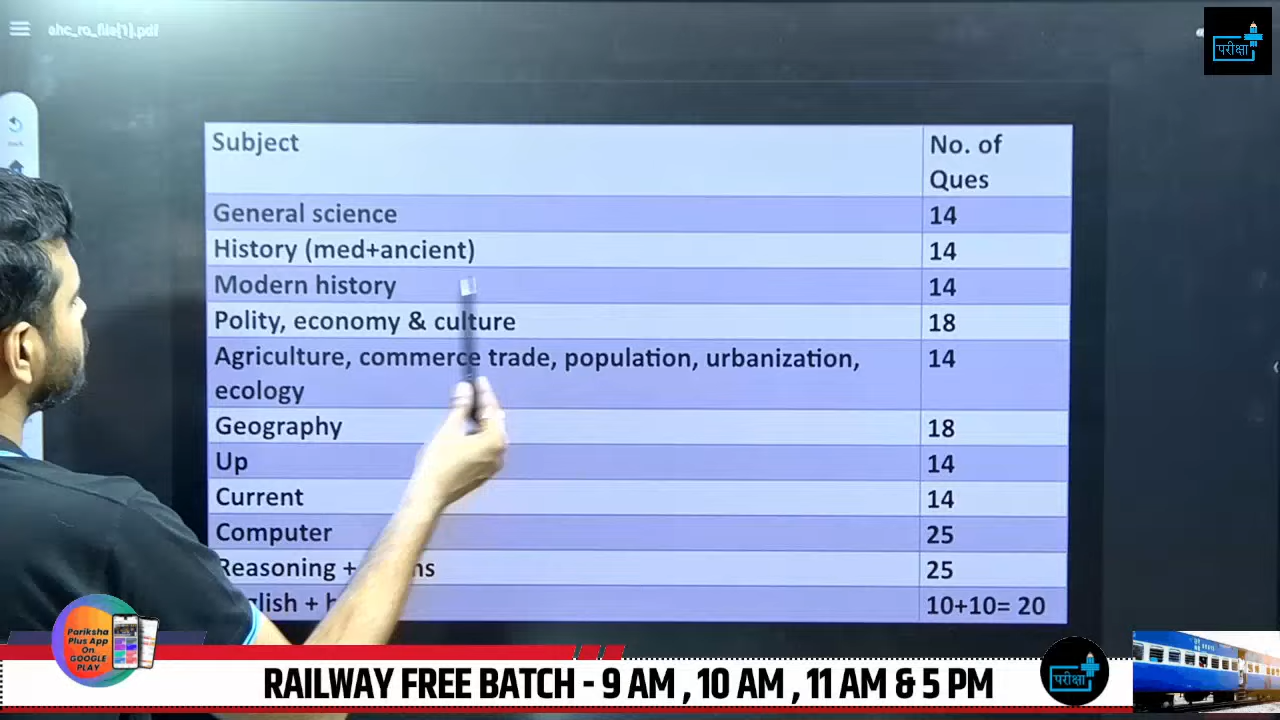 ahc_ro_file[1].pdf
परीक्षा
Subject
No. of
Ques
General science 14
History (med+ancient) 14
Modern history 14
Polity, economy & culture 18
Agriculture, commerce trade, population, urbanization, 14
ecology
Geography 18
Up 14
Current 14
Computer 25
Reasoning + 25
10+10= 20
Pariksha
Plus App
On
GOOGLE
PLAY
RAILWAY FREE BATCH - 9 AM , 10 AM , 11 AM & 5 PM
परीक्षा